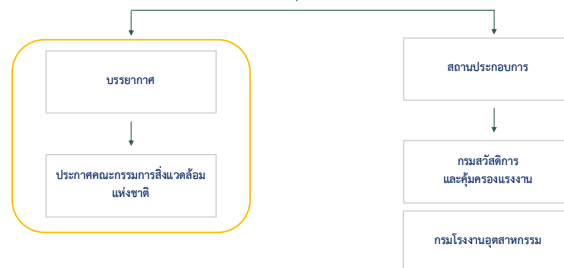 บรรยากาศ
ประกาศคณะกรรมการสิ่งแวดล้อม
แห่งชาติ
สถานประกอบการ
กรมสวัสดิการ
และคุ้มครองแรงงาน
กรมโรงงานอุตสาหกรรม